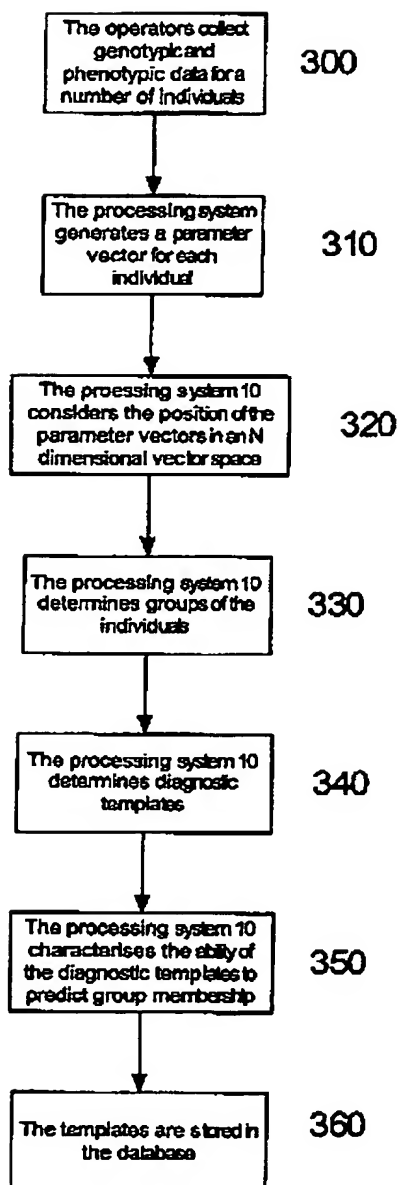 The operators collect
genotypic and
phenotypic data for a
number of individuals
300
The processing system
generates a parameter
vector for each
individual
310
The proessing system 10
considers the position of the
parameter vectors in an N
dimensional vector space
320
The processing system 10
determines groups of the
individuals
330
The processing system 10
determines diagnostic
templates
340
The processing system 10
characterises the ability of
the diagnostic templates to
predict group membership
350
The templates are stored in
the database
360